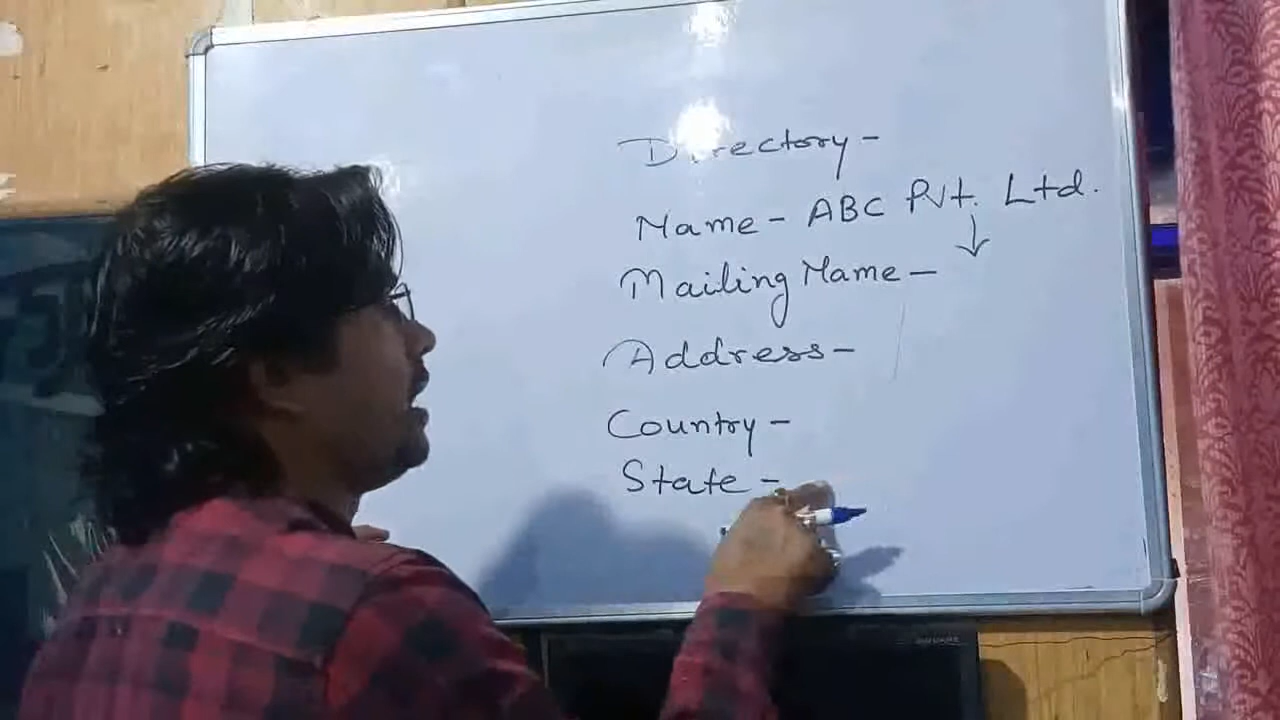 Directory -
Name - ABC Pvt. Ltd.
Mailing Name -
Address -
Country -
State -